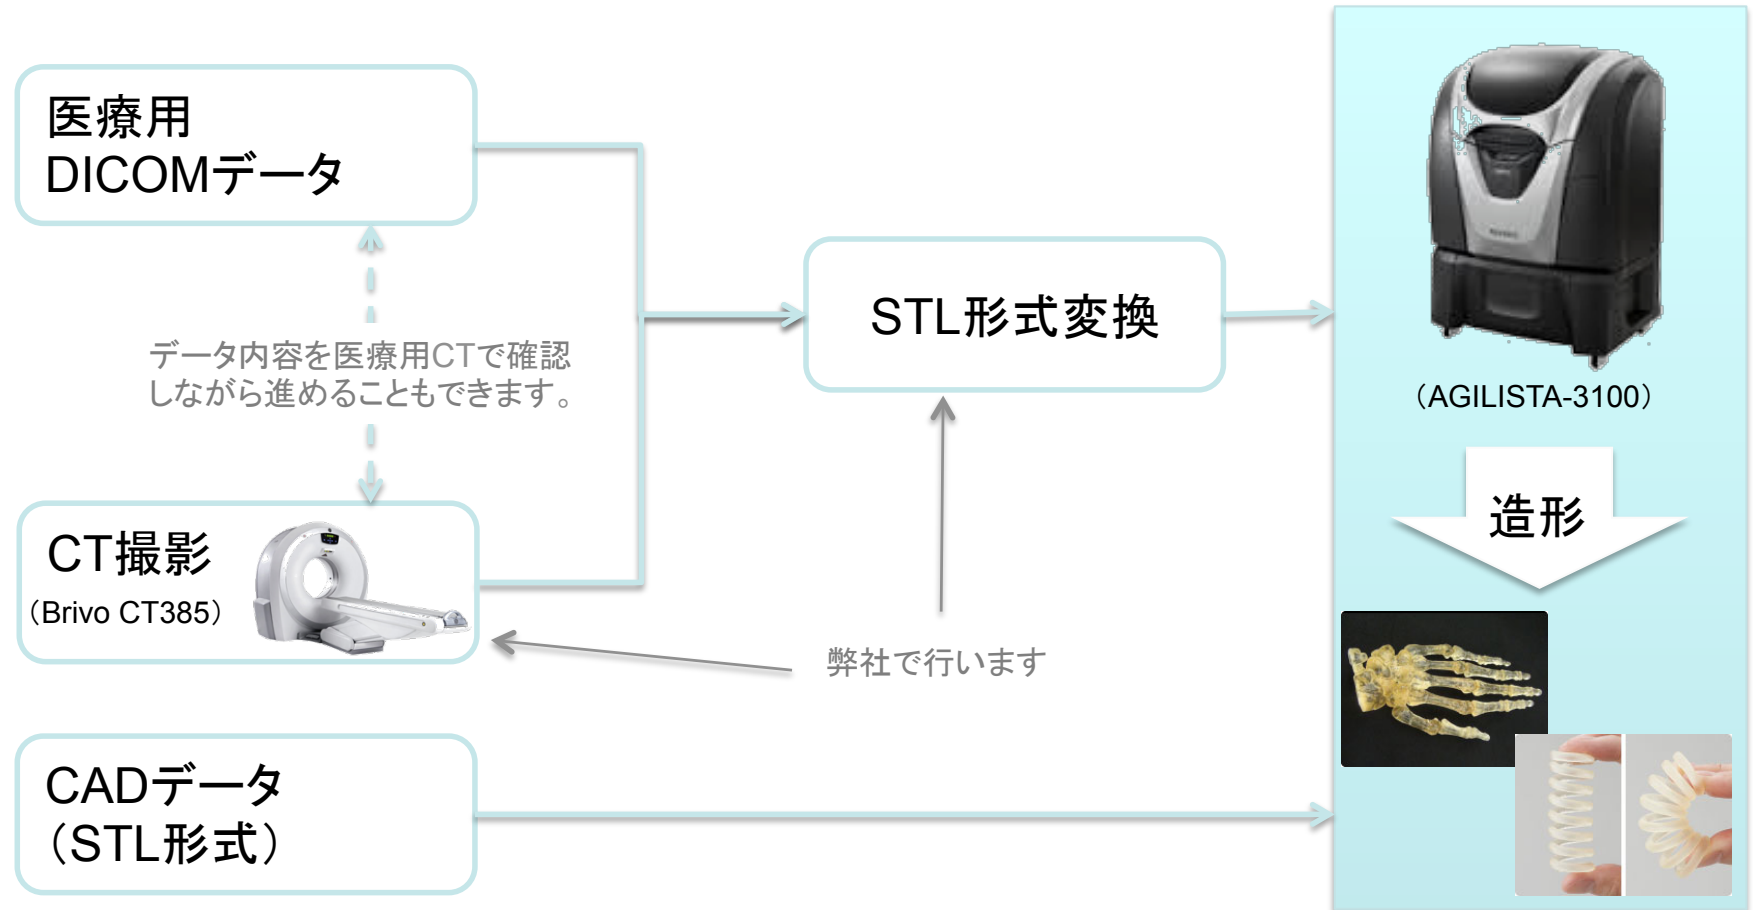 医療用
DICOMデータ
データ内容を医療用CTで確認
しながら進めることもできます。
CT撮影
（Brivo CT385）
CADデータ
（STL形式）
STL形式変換
弊社で行います
（AGILISTA-3100）
造形